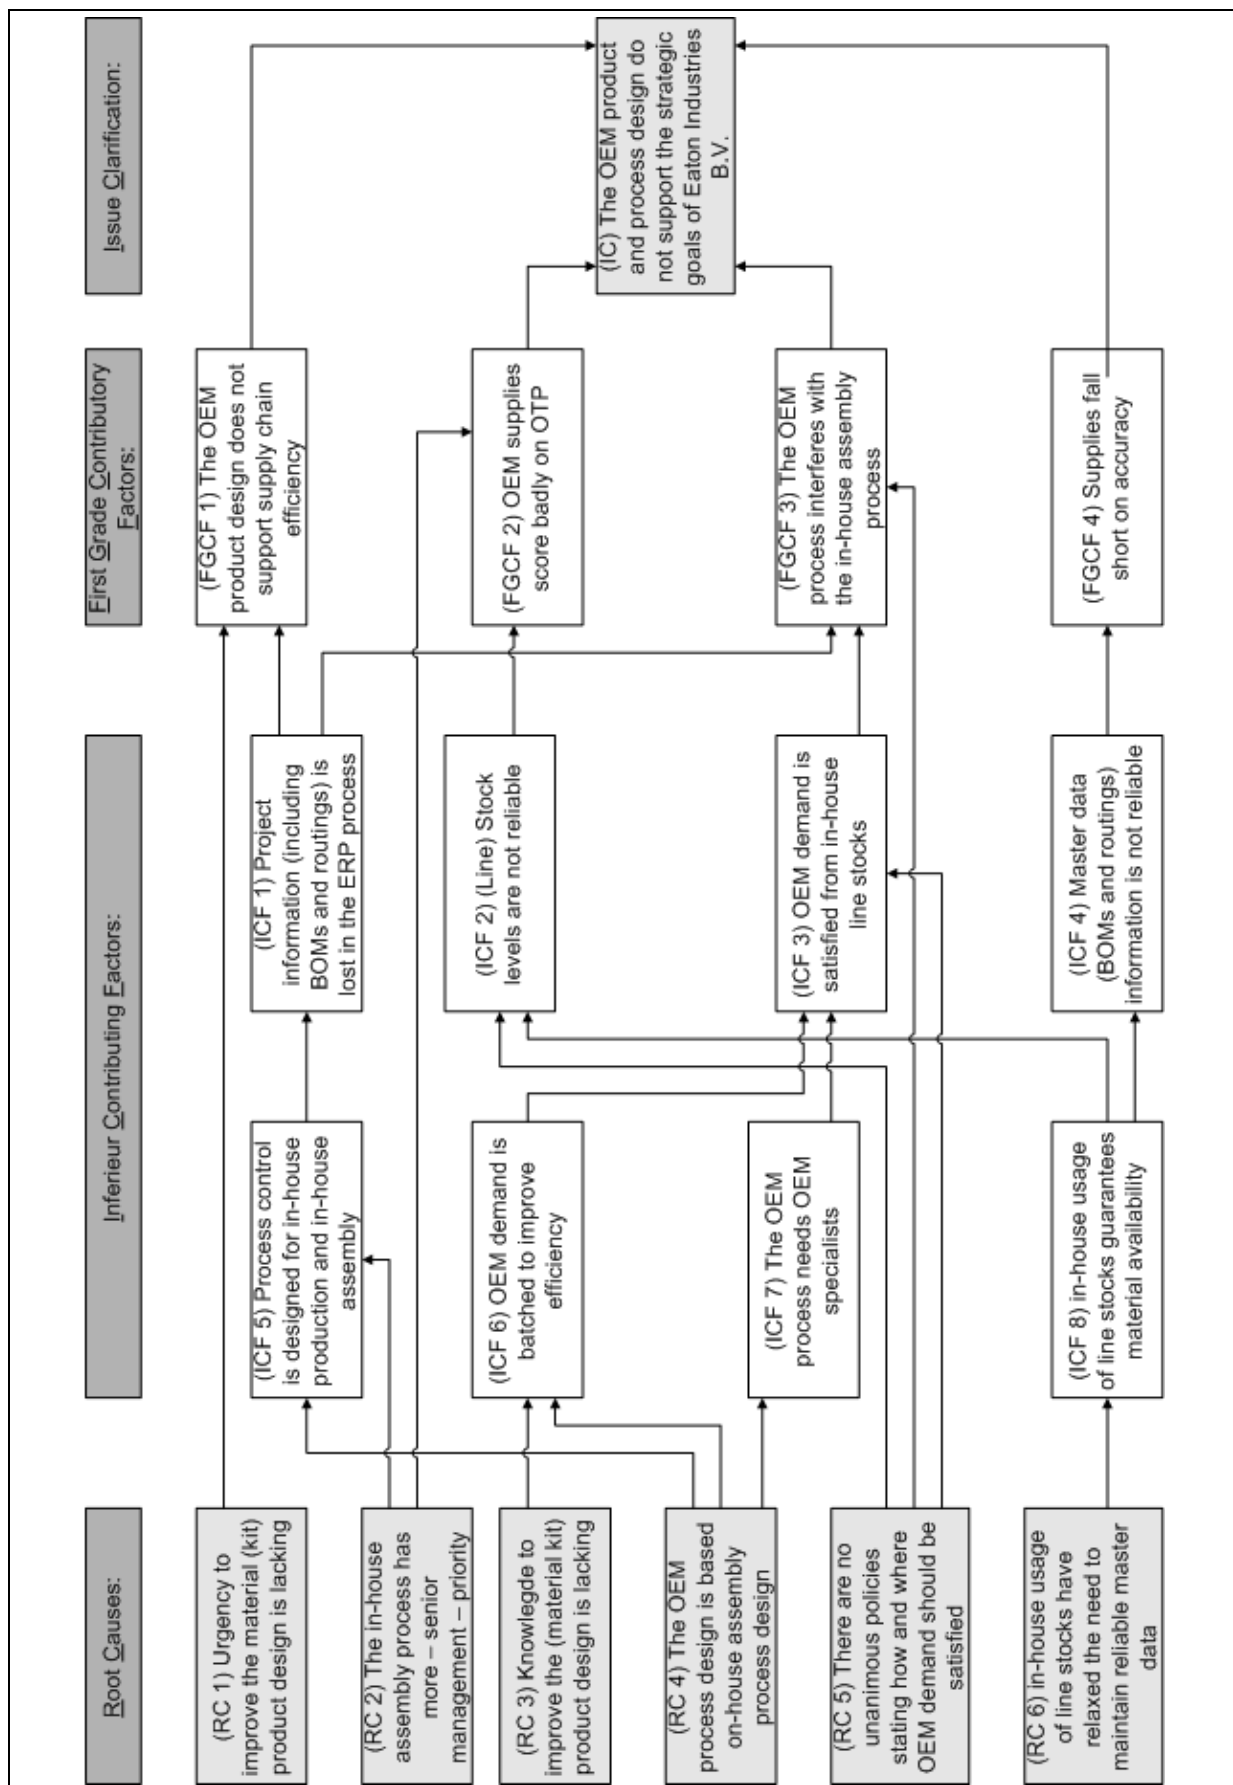 Root Causes:
Inferieur Contributing Factors:
First Grade Contributory
Factors:
Issue Clarification:
(RC 1) Urgency to
improve the material (kit)
product design is lacking
(RC 2) The in-house
assembly process has
more – senior
management – priority
(RC 3) Knowlegde to
improve the (material kit)
product design is lacking
(RC 4) The OEM
process design is based
on-house assembly
process design
(RC 5) There are no
unanimous policies
stating how and where
OEM demand should be
satisfied
(RC 6) in-house usage
of line stocks have
relaxed the need to
maintain reliable master
data
(ICF 5) Process control
is designed for in-house
production and in-house
assembly
(ICF 6) OEM demand is
batched to improve
efficiency
(ICF 7) The OEM
process needs OEM
specialists
(ICF 8) in-house usage
of line stocks guarantees
material availability
(ICF 1) Project
information (including
BOMs and routings) is
lost in the ERP process
(ICF 2) (Line) Stock
levels are not reliable
(ICF 3) OEM demand is
satisfied from in-house
line stocks
(ICF 4) Master data
(BOMs and routings)
information is not reliable
(FGCF 1) The OEM
product design does not
support supply chain
efficiency
(FGCF 2) OEM supplies
score badly on OTP
(FGCF 3) The OEM
process interferes with
the in-house assembly
process
(FGCF 4) Supplies fall
short on accuracy
(IC) The OEM product
and process design do
not support the strategic
goals of Eaton Industries
B.V.